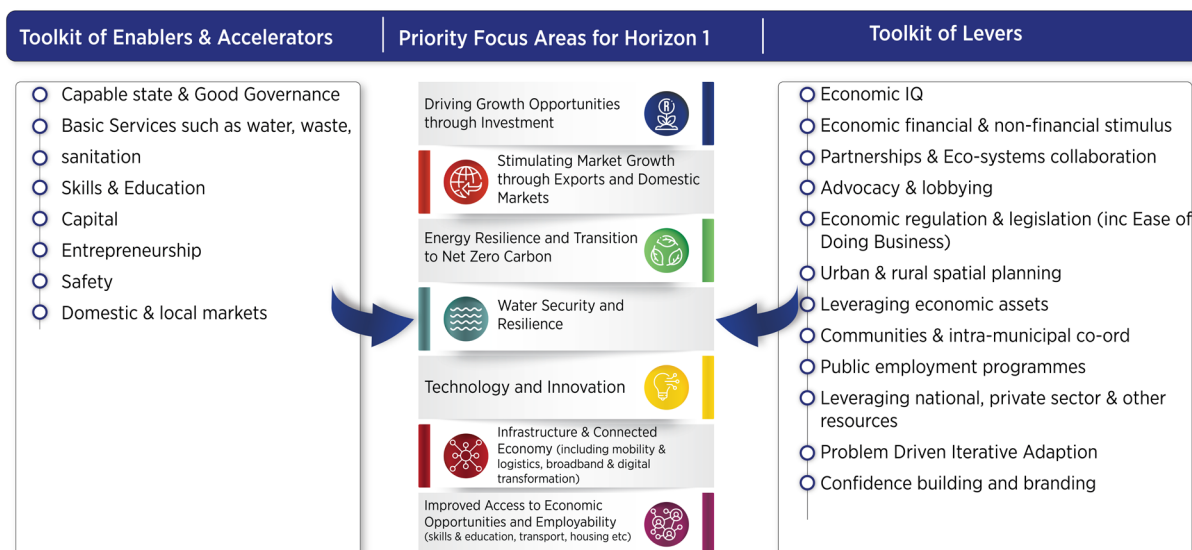 Toolkit of Enablers & Accelerators
Priority Focus Areas for Horizon 1
Toolkit of Levers
Capable state & Good Governance
Basic Services such as water, waste,
sanitation
Skills & Education
Capital
Entrepreneurship
Safety
Domestic & local markets
Driving Growth Opportunities
through Investment
R
Stimulating Market Growth
through Exports and Domestic
Markets
Energy Resilience and Transition
to Net Zero Carbon
Water Security and
Resilience
Technology and Innovation
Infrastructure & Connected
Economy (including mobility &
logistics, broadband & digital
transformation)
Improved Access to Economic
Opportunities and Employability
(skills & education, transport, housing etc)
Economic IQ
Economic financial & non-financial stimulus
Partnerships & Eco-systems collaboration
Advocacy & lobbying
Economic regulation & legislation (inc Ease of
Doing Business)
Urban & rural spatial planning
Leveraging economic assets
Communities & intra-municipal co-ord
Public employment programmes
Leveraging national, private sector & other
resources
Problem Driven Iterative Adaption
Confidence building and branding